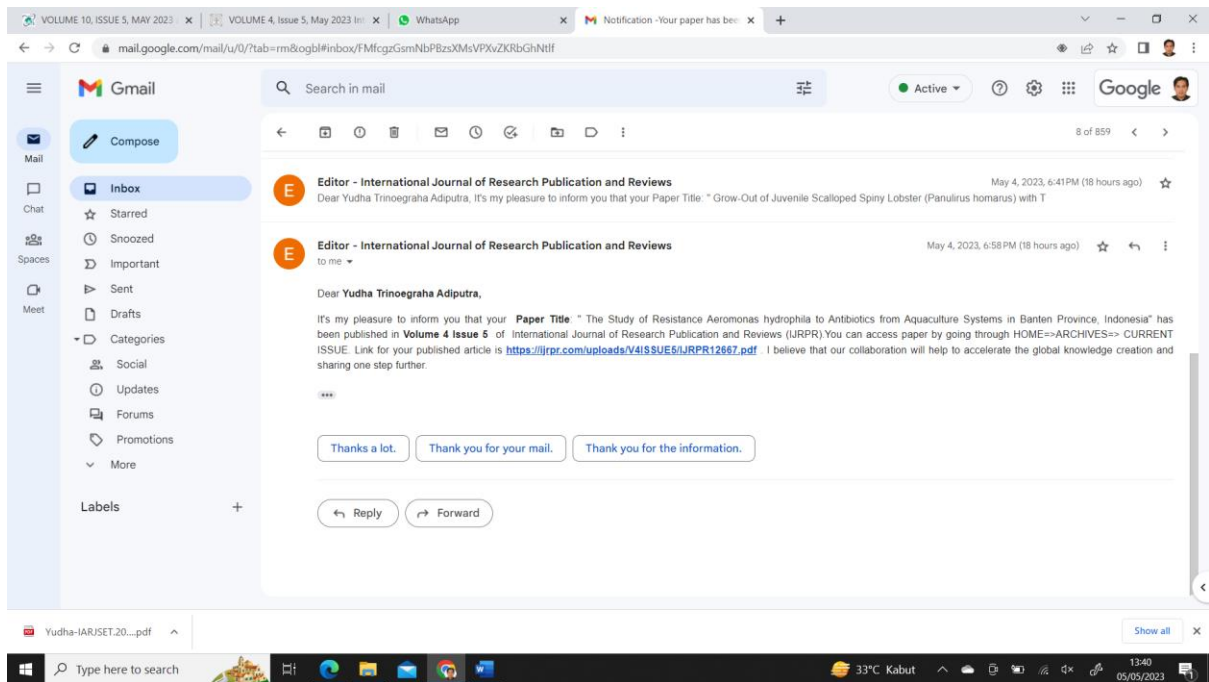 VOLUME 10, ISSUE 5, MAY 2023
VOLUME 4, Issue 5, May 2023 Int
WhatsApp
Notification -Your paper has bee
mail.google.com/mail/u/0/?tab=rm&ogbl#inbox/FMfcgzGsmNbPBzsXMsVPXvZKRbGhNtlf
Gmail
Search in mail
Active
Google
Mail
Chat
Spaces
Meet
Compose
Inbox
Starred
Snoozed
Important
Sent
Drafts
Categories
Social
Updates
Forums
Promotions
More
Labels
8 of 859
Editor - International Journal of Research Publication and Reviews
May 4, 2023, 6:41 PM (18 hours ago)
Dear Yudha Trinoegraha Adiputra, It's my pleasure to inform you that your Paper Title: " Grow-Out of Juvenile Scalloped Spiny Lobster (Panulirus homarus) with T
Editor - International Journal of Research Publication and Reviews
May 4, 2023, 6:58 PM (18 hours ago)
to me
Dear Yudha Trinoegraha Adiputra,
It's my pleasure to inform you that your Paper Title: " The Study of Resistance Aeromonas hydrophila to Antibiotics from Aquaculture Systems in Banten Province, Indonesia" has
been published in Volume 4 Issue 5 of International Journal of Research Publication and Reviews (IJRPR).You can access paper by going through HOME=>ARCHIVES=> CURRENT
ISSUE. Link for your published article is https://ijrpr.com/uploads/V4ISSUE5/IJRPR12667.pdf . I believe that our collaboration will help to accelerate the global knowledge creation and
sharing one step further.
Thanks a lot.
Thank you for your mail.
Thank you for the information.
Reply
Forward
Yudha-IARJSET.20....pdf
Show all
Type here to search
33°C Kabut
13:40
05/05/2023